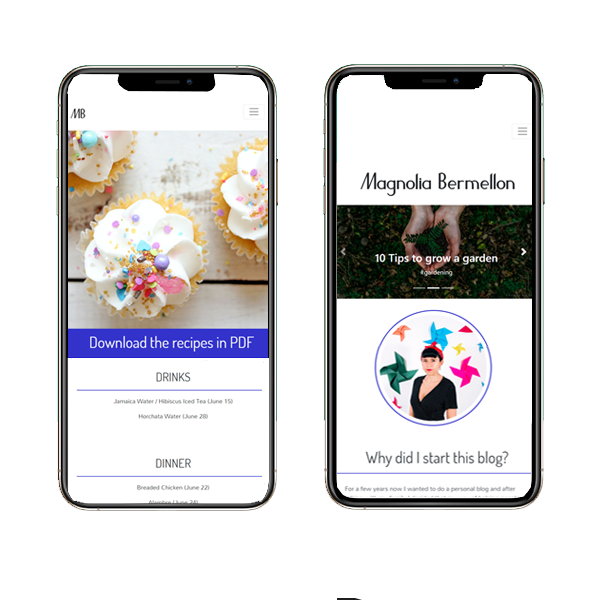 MB
Download the recipes in PDF
DRINKS
Jamaica Water / Hibiscus Iced Tea (June 15)
Horchata Water (June 28)
DINNER
Breaded Chicken (June 22)
Magnolia Bermellon
10 Tips to grow a garden
#gardening
Why did I start this blog?
For a few years now I wanted to do a personal blog and after